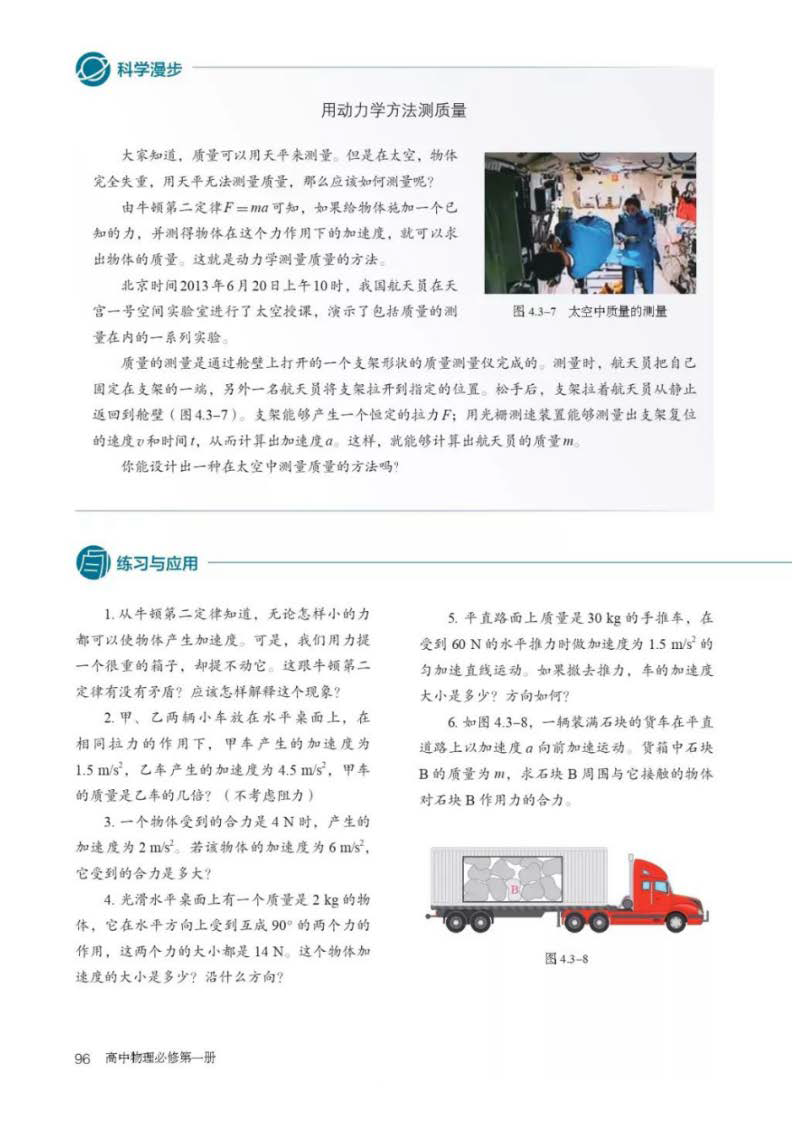 科学漫步
用动力学方法测质量
大家知道，质量可以用天平来测量。但是在太空，物体
完全失重，用天平无法测量质量，那么应该如何测量呢？
由牛顿第二定律F＝ma可知，如果给物体施加一个已
知的力，并测得物体在这个力作用下的加速度，就可以求
出物体的质量。这就是动力学测量质量的方法。
北京时间2013年6月20日上午10时，我国航天员在天
宫一号空间实验室进行了太空授课，演示了包括质量的测
量在内的一系列实验。
图 4.3-7　太空中质量的测量
质量的测量是通过舱壁上打开的一个支架形状的质量测量仪完成的。测量时，航天员把自己
固定在支架的一端，另外一名航天员将支架拉开到指定的位置。松手后，支架拉着航天员从静止
返回到舱壁（图4.3-7）。支架能够产生一个恒定的拉力F；用光栅测速装置能够测量出支架复位
的速度v和时间t，从而计算出加速度a。这样，就能够计算出航天员的质量m。
你能设计出一种在太空中测量质量的方法吗？
练习与应用
1. 从牛顿第二定律知道，无论怎样小的力
都可以使物体产生加速度。可是，我们用力提
一个很重的箱子，却提不动它。这跟牛顿第二
定律有没有矛盾？应该怎样解释这个现象？
2. 甲、乙两辆小车放在水平桌面上，在
相同拉力的作用下，甲车产生的加速度为
1.5 m/s²，乙车产生的加速度为 4.5 m/s²，甲车
的质量是乙车的几倍？（不考虑阻力）
3. 一个物体受到的合力是 4 N 时，产生的
加速度为 2 m/s²。若该物体的加速度为 6 m/s²，
它受到的合力是多大？
4. 光滑水平桌面上有一个质量是 2 kg 的物
体，它在水平方向上受到互成 90° 的两个力的
作用，这两个力的大小都是 14 N。这个物体加
速度的大小是多少？沿什么方向？
5. 平直路面上质量是 30 kg 的手推车，在
受到 60 N 的水平推力时做加速度为 1.5 m/s² 的
匀加速直线运动。如果撤去推力，车的加速度
大小是多少？方向如何？
6. 如图 4.3-8，一辆装满石块的货车在平直
道路上以加速度 a 向前加速运动。货箱中石块
B 的质量为 m，求石块 B 周围与它接触的物体
对石块 B 作用力的合力。
B
图 4.3-8
96　高中物理必修第一册